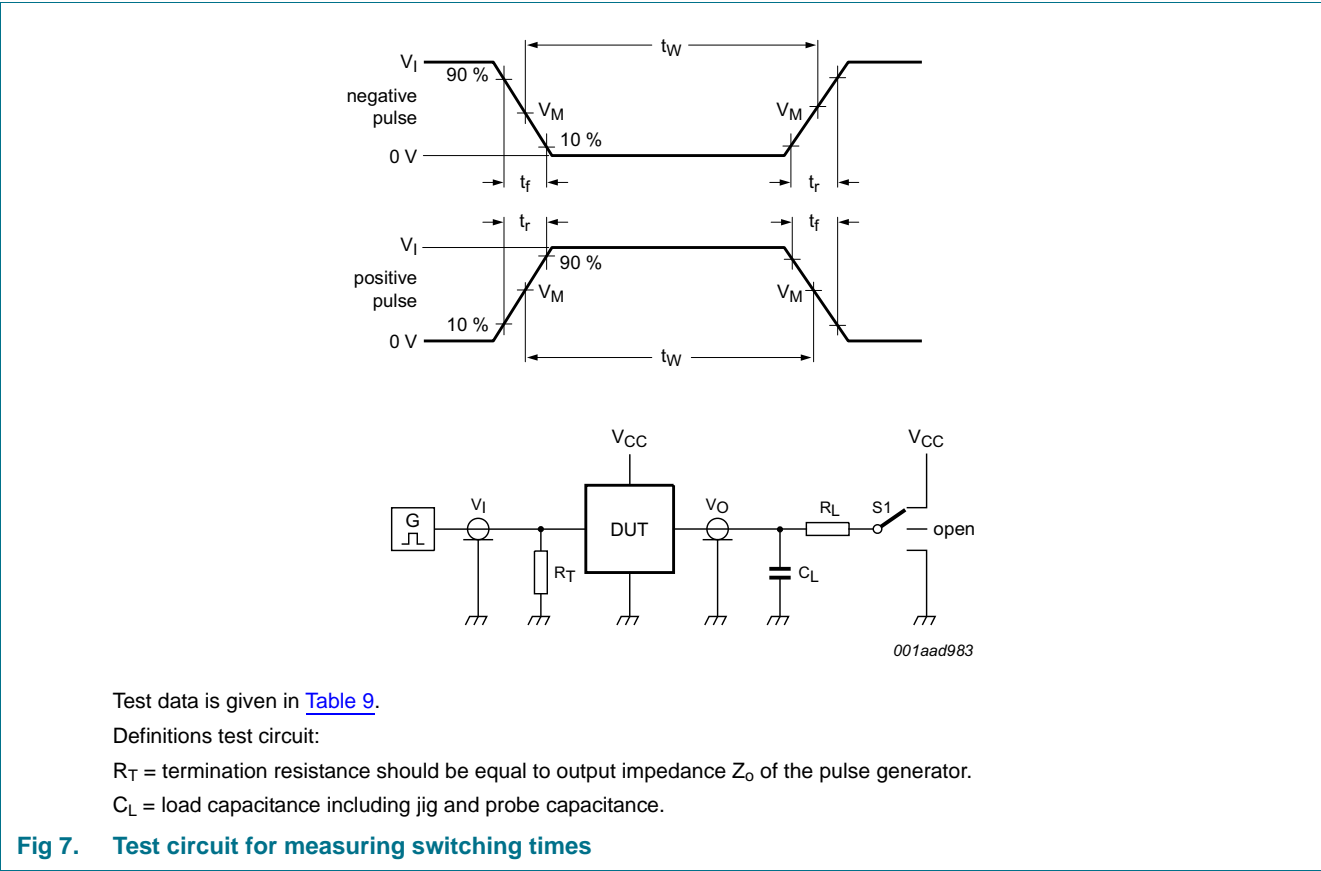 tW
VI
90 %
negative
pulse
VM
VM
10 %
0 V
tf
tr
tr
tf
VI
90 %
positive
pulse
VM
VM
10 %
0 V
tW
VCC
VCC
G
VI
DUT
VO
RL
S1
open
RT
CL
001aad983
Test data is given in Table 9.
Definitions test circuit:
RT = termination resistance should be equal to output impedance Zo of the pulse generator.
CL = load capacitance including jig and probe capacitance.
Fig 7. Test circuit for measuring switching times